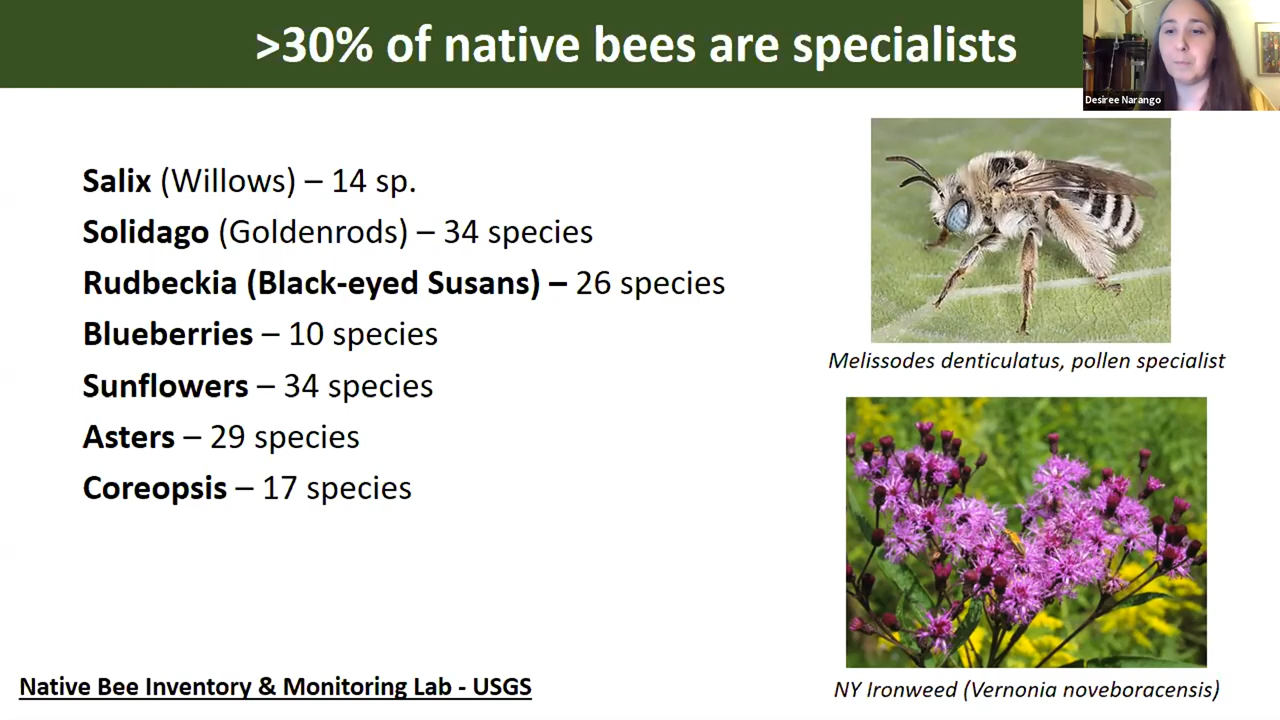 >30% of native bees are specialists
Desiree Narango
Salix (Willows) – 14 sp.
Solidago (Goldenrods) – 34 species
Rudbeckia (Black-eyed Susans) – 26 species
Blueberries – 10 species
Sunflowers – 34 species
Asters – 29 species
Coreopsis – 17 species
Melissodes denticulatus, pollen specialist
NY Ironweed (Vernonia noveboracensis)
Native Bee Inventory & Monitoring Lab - USGS